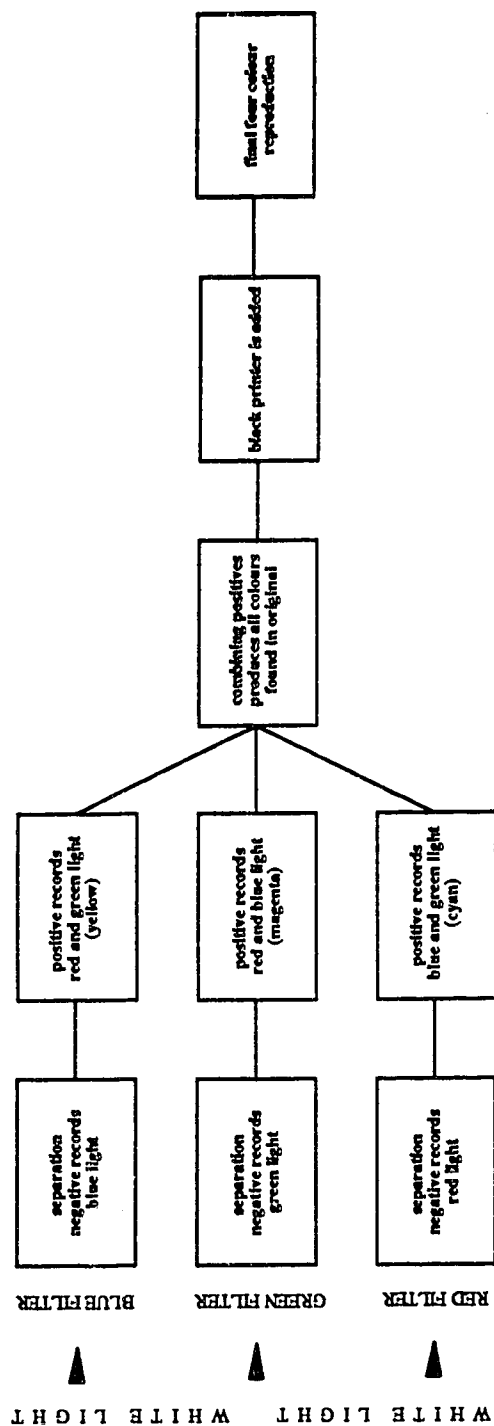 WHITE LIGHT
WHITE LIGHT
WHITE LIGHT
BLUE FILTER
separation
negative records
blue light
positive records
red and green light
(yellow)
GREEN FILTER
separation
negative records
green light
positive records
red and blue light
(magenta)
RED FILTER
separation
negative records
red light
positive records
blue and green light
(cyan)
combining positives
produces all colours
found in original
black printer is added
final four colour
reproduction